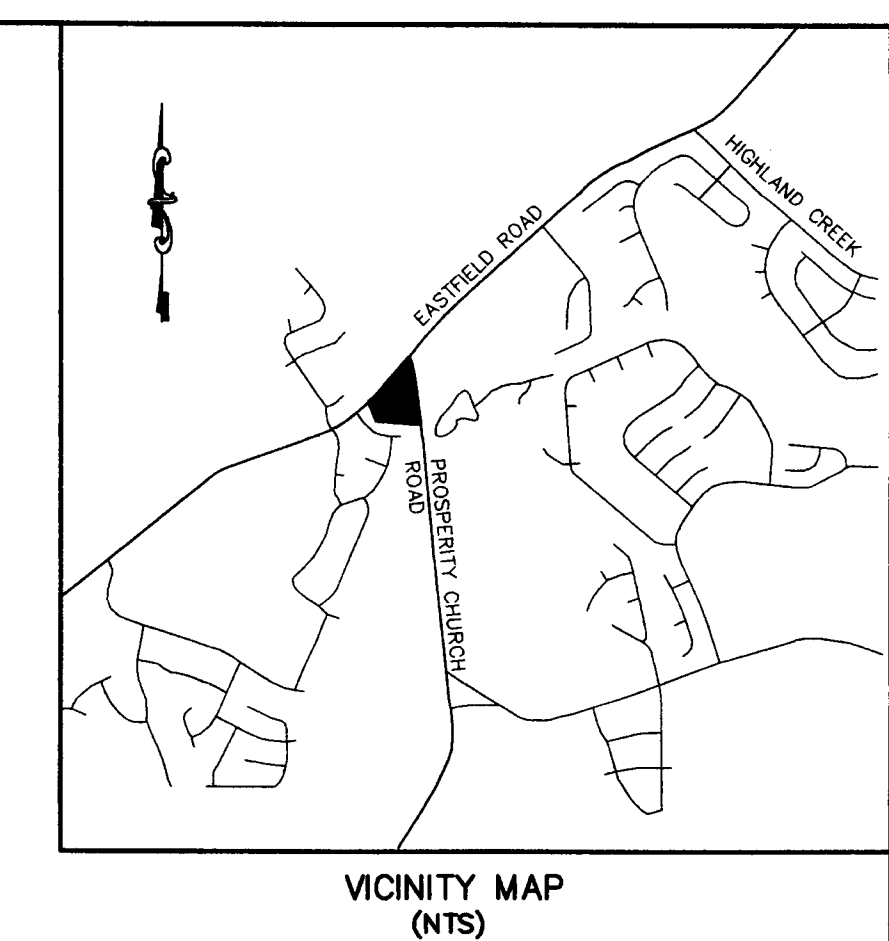 HIGHLAND CREEK
EASTFIELD ROAD
PROSPERITY CHURCH
ROAD
VICINITY MAP
(NTS)